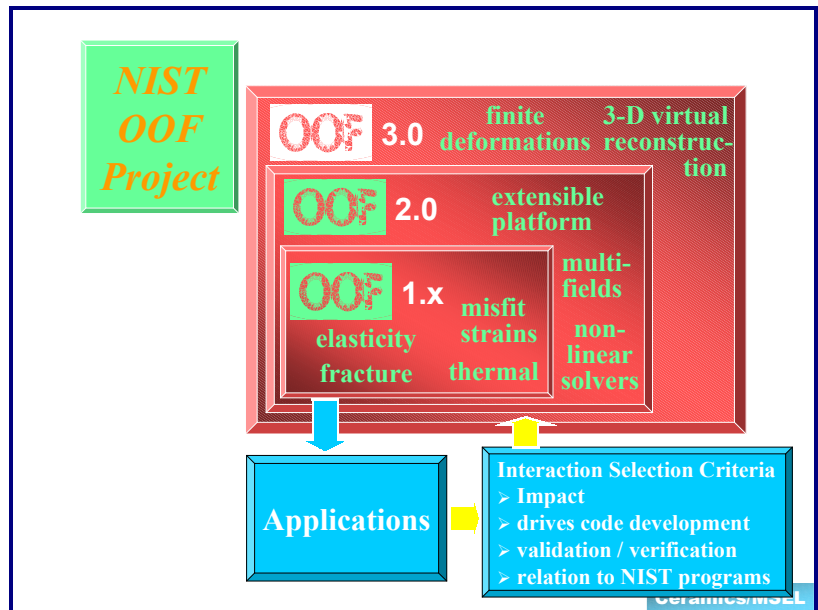 NIST
OOF
Project
OOF 3.0
finite
deformations
3-D virtual
reconstruc-
tion
OOF 2.0
extensible
platform
multi-
fields
non-
linear
solvers
OOF 1.x
misfit
strains
elasticity
fracture
thermal
Applications
Interaction Selection Criteria
➢ Impact
➢ drives code development
➢ validation / verification
➢ relation to NIST programs
Ceramics/MSEL